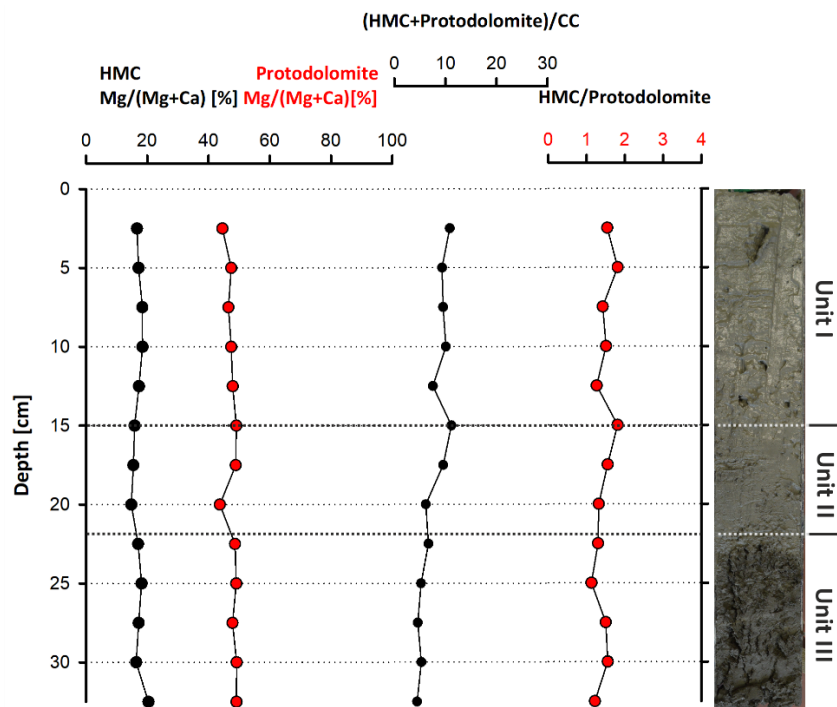 (HMC+Protodolomite)/CC
0 10 30
HMC Protodolomite
Mg/(Mg+Ca) [%] Mg/(Mg+Ca)[%] HMC/Protodolomite
0 20 40 60 80 100 0 1 2 4
0
5
10
15
20
25
30
Depth [cm]
Unit I
Unit II
Unit III